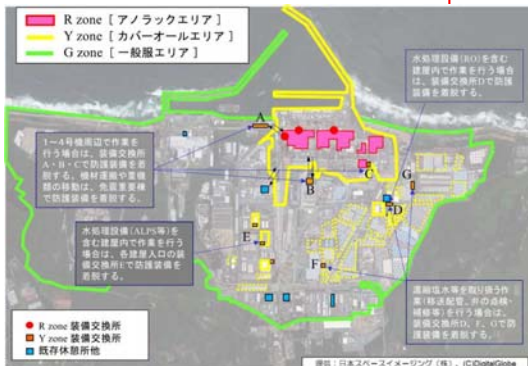 R zone [ アノラックエリア ]
Y zone [ カバーオールエリア ]
G zone [ 一般服エリア ]
水処理設備(RO)を含む
建屋内で作業を行う場合
は、装備交換所Dで防護
装備を着脱する。
A
1～4号機周辺で作業を
行う場合は、装備交換所
A・B・Cで防護装備を着
脱する。機材運搬や重機
類の移動は、免震重要棟
で防護装備を着脱する。
B
C
G
D
水処理設備(ALPS等)を
含む建屋内で作業を行う
場合は、各建屋入口の装
備交換所Eで防護装備を
着脱する。
E
F
濃縮塩水等を取り扱う作
業(移送配管、弁の点検・
補修等)を行う場合は、
装備交換所D、F、Gで防
護装備を着脱する。
R zone 装備交換所
Y zone 装備交換所
既存休憩所他
提供：日本スペースイメージング（株）、(C)DigitalGlobe